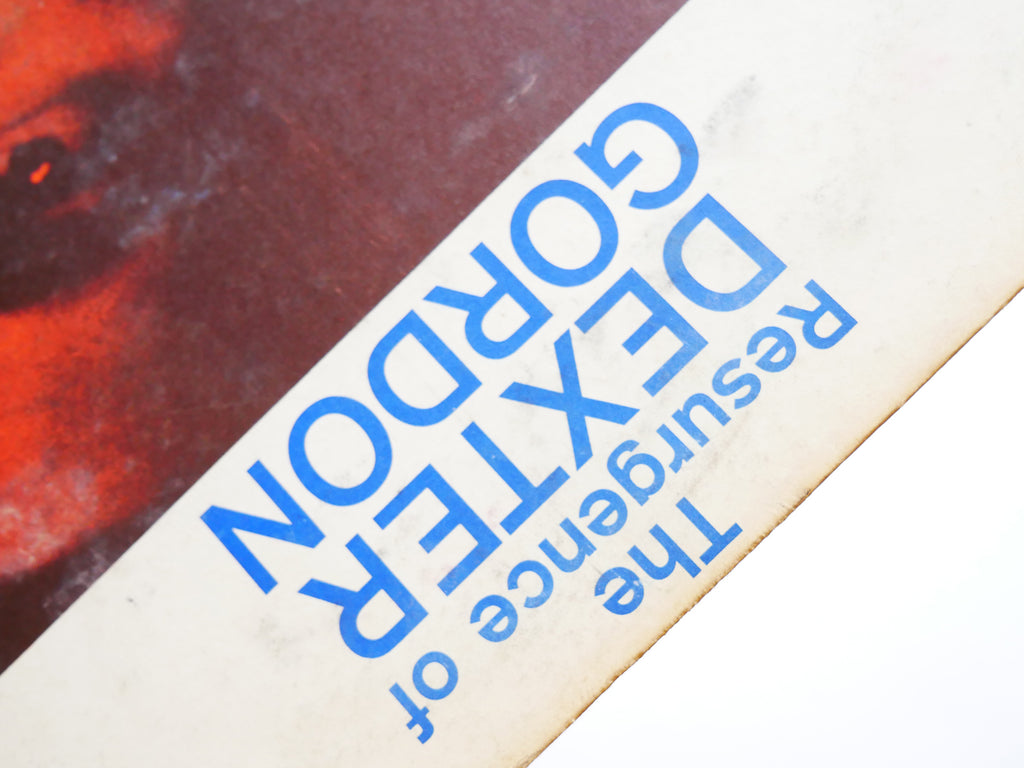 The
Resurgence of
DEXTER
GORDON